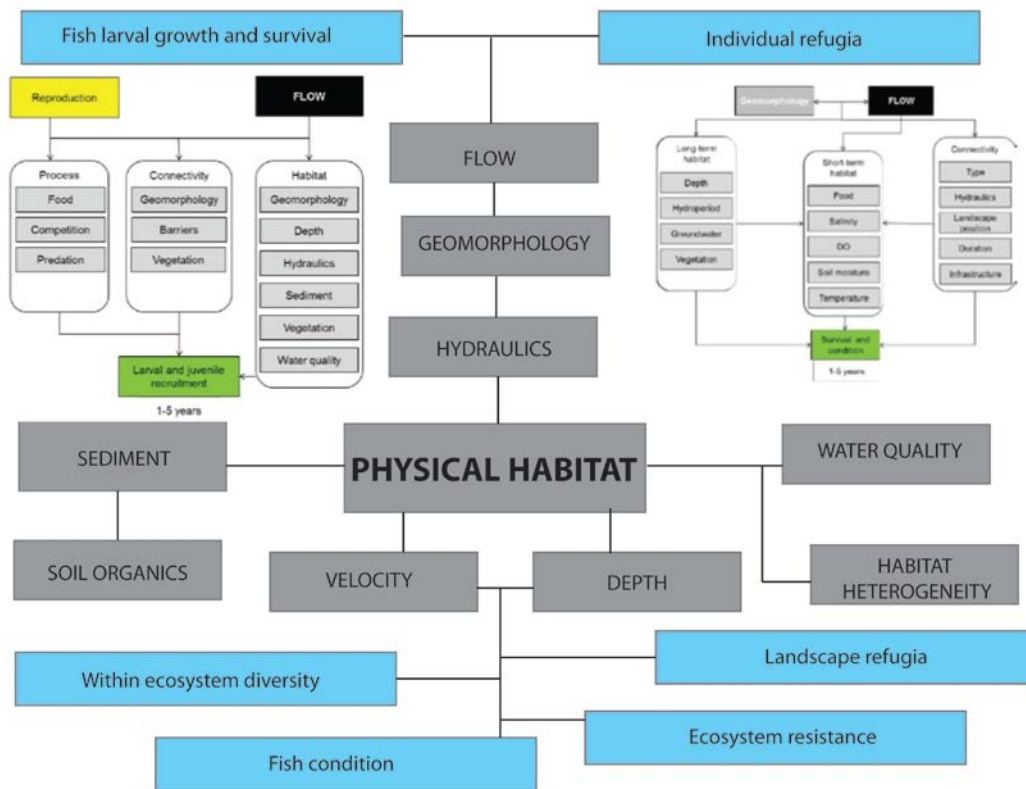 Fish larval growth and survival
Individual refugia
Reproduction
FLOW
Process
Food
Competition
Predation
Connectivity
Geomorphology
Barriers
Vegetation
Habitat
Geomorphology
Depth
Hydraulics
Sediment
Vegetation
Water quality
Larval and juvenile
recruitment
1-5 years
FLOW
GEOMORPHOLOGY
HYDRAULICS
Geomorphology
FLOW
Long-term
habitat
Depth
Hydroperiod
Groundwater
Vegetation
Short-term
habitat
Food
Salinity
DO
Soil moisture
Temperature
Connectivity
Type
Hydraulics
Landscape
position
Duration
Infrastructure
Survival and
condition
1-5 years
SEDIMENT
PHYSICAL HABITAT
WATER QUALITY
SOIL ORGANICS
VELOCITY
DEPTH
HABITAT
HETEROGENEITY
Within ecosystem diversity
Landscape refugia
Fish condition
Ecosystem resistance